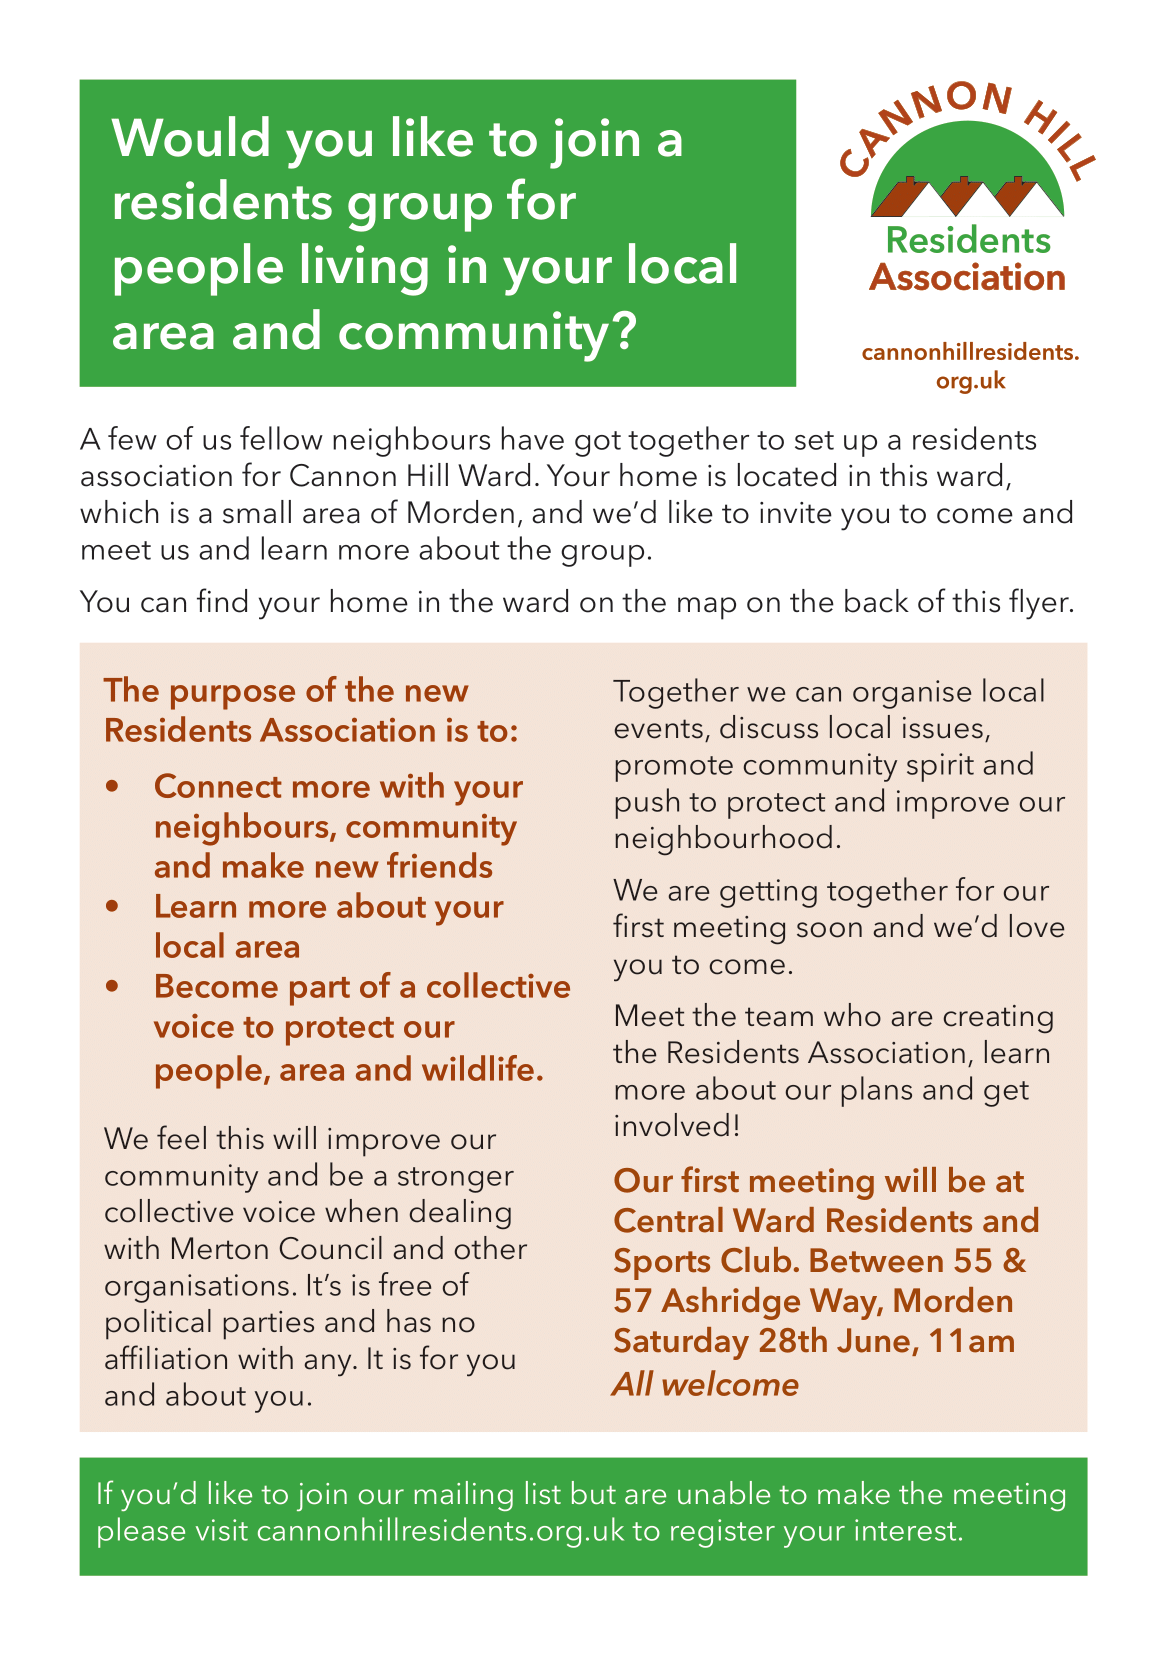 Would you like to join a
residents group for
people living in your local
area and community?
CANNON HILL
Residents
Association
cannonhillresidents.
org.uk
A few of us fellow neighbours have got together to set up a residents
association for Cannon Hill Ward. Your home is located in this ward,
which is a small area of Morden, and we’d like to invite you to come and
meet us and learn more about the group.
You can find your home in the ward on the map on the back of this flyer.
The purpose of the new
Residents Association is to:
• Connect more with your
neighbours, community
and make new friends
• Learn more about your
local area
• Become part of a collective
voice to protect our
people, area and wildlife.
We feel this will improve our
community and be a stronger
collective voice when dealing
with Merton Council and other
organisations. It’s is free of
political parties and has no
affiliation with any. It is for you
and about you.
Together we can organise local
events, discuss local issues,
promote community spirit and
push to protect and improve our
neighbourhood.
We are getting together for our
first meeting soon and we’d love
you to come.
Meet the team who are creating
the Residents Association, learn
more about our plans and get
involved!
Our first meeting will be at
Central Ward Residents and
Sports Club. Between 55 &
57 Ashridge Way, Morden
Saturday 28th June, 11am
All welcome
If you’d like to join our mailing list but are unable to make the meeting
please visit cannonhillresidents.org.uk to register your interest.